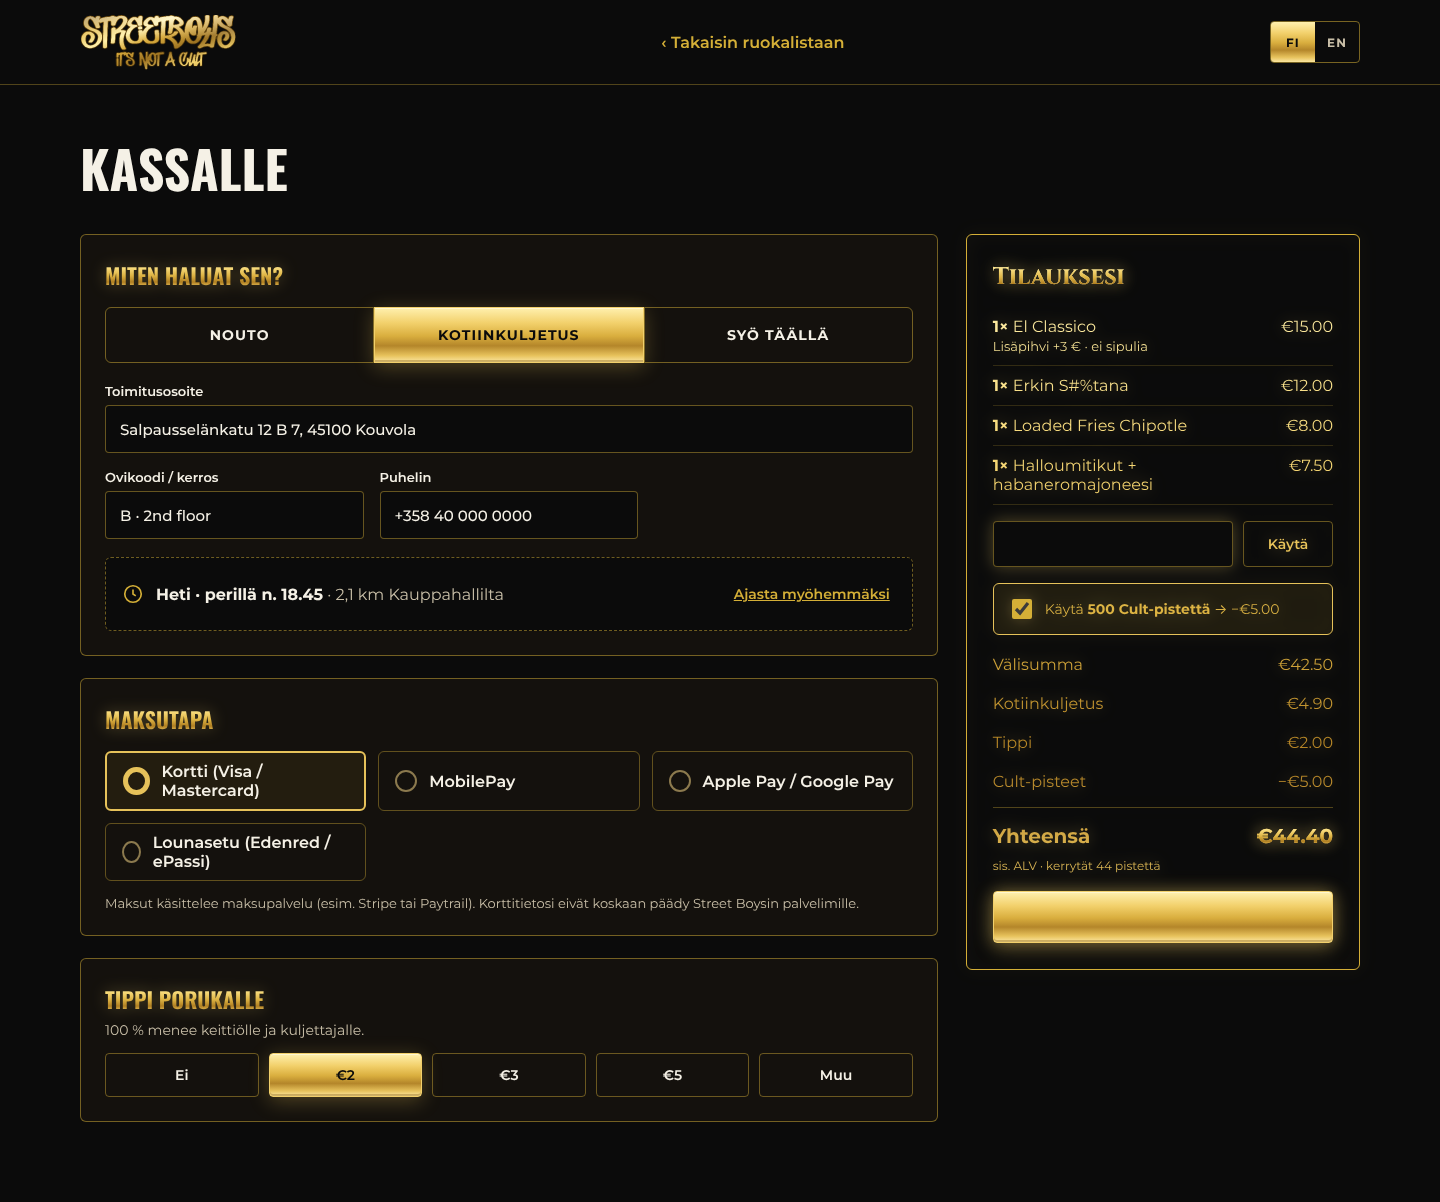 STREETBOYS
IT'S NOT A CULT
‹ Takaisin ruokalistaan
FI
EN
KASSALLE
MITEN HALUAT SEN?
NOUTO
KOTIINKULJETUS
SYÖ TÄÄLLÄ
Toimitusosoite
Salpausselänkatu 12 B 7, 45100 Kouvola
Ovikoodi / kerros
Puhelin
B · 2nd floor
+358 40 000 0000
Heti · perillä n. 18.45 · 2,1 km Kauppahallilta
Ajasta myöhemmäksi
MAKSUTAPA
Kortti (Visa /
Mastercard)
MobilePay
Apple Pay / Google Pay
Lounasetu (Edenred /
ePassi)
Maksut käsittelee maksupalvelu (esim. Stripe tai Paytrail). Korttitietosi eivät koskaan päädy Street Boysin palvelimille.
TIPPI PORUKALLE
100 % menee keittiölle ja kuljettajalle.
Ei
€2
€3
€5
Muu
TILAUKSESI
1× El Classico €15.00
Lisäpihvi +3 € · ei sipulia
1× Erkin S#%tana €12.00
1× Loaded Fries Chipotle €8.00
1× Halloumitikut + €7.50
habaneromajoneesi
Käytä
Käytä 500 Cult-pistettä → −€5.00
Välisumma €42.50
Kotiinkuljetus €4.90
Tippi €2.00
Cult-pisteet −€5.00
Yhteensä €44.40
sis. ALV · kerrytät 44 pistettä